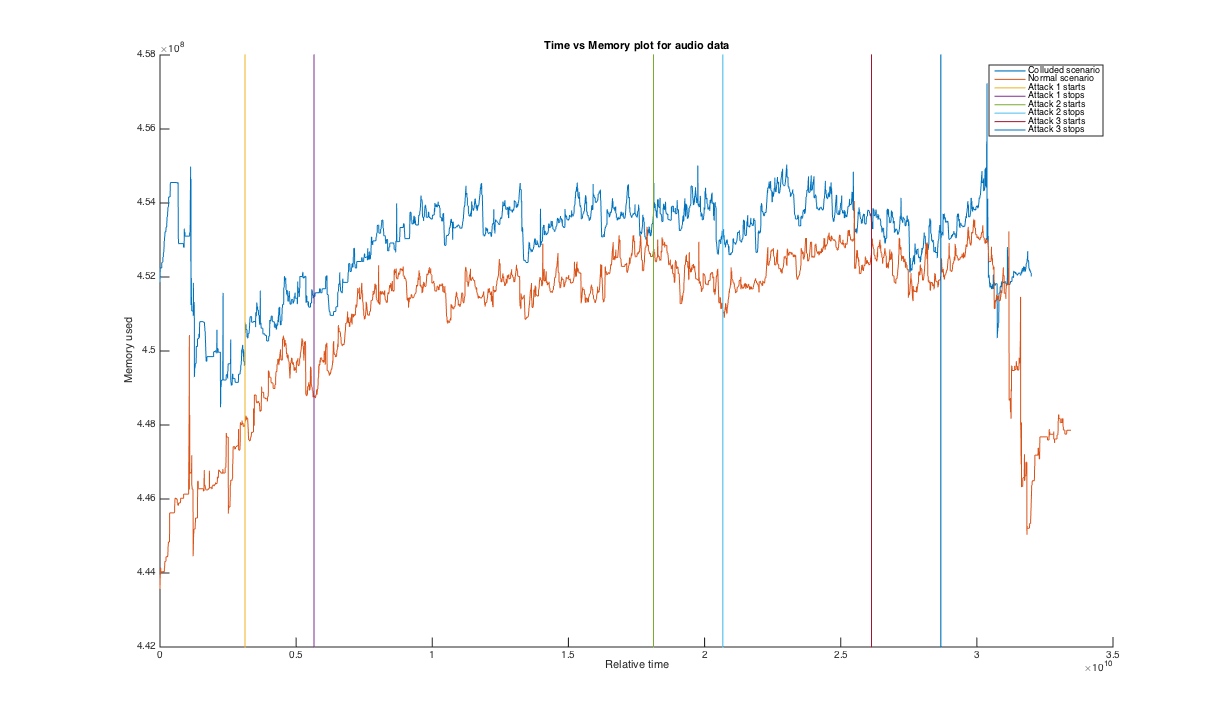 Time vs Memory plot for audio data
×10^8
4.58
4.56
4.54
4.52
4.5
4.48
4.46
4.44
4.42
Memory used
0
0.5
1
1.5
2
2.5
3
3.5
×10^10
Relative time
Colluded scenario
Normal scenario
Attack 1 starts
Attack 1 stops
Attack 2 starts
Attack 2 stops
Attack 3 starts
Attack 3 stops